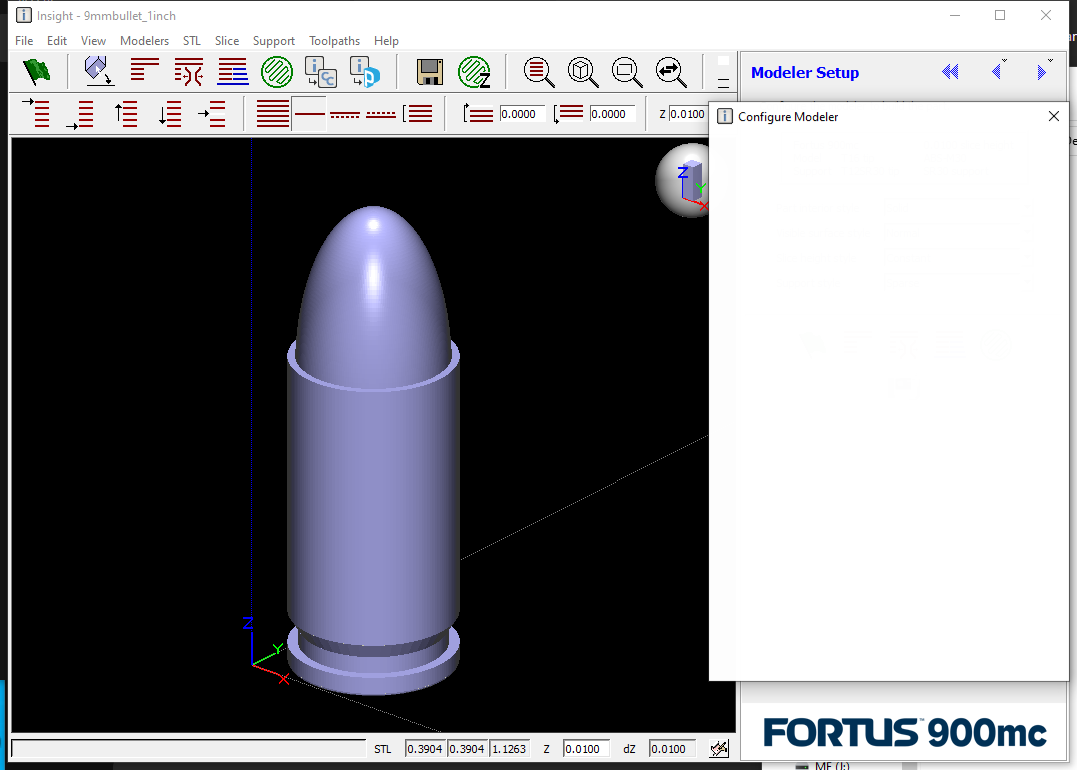 Insight - 9mmbullet_1inch
File Edit View Modelers STL Slice Support Toolpaths Help
Modeler Setup
0.0000 0.0000 Z 0.0100
Configure Modeler
Z
Y
X
Z
Y
X
STL 0.3904 0.3904 1.1263 Z 0.0100 dZ 0.0100
FORTUS 900mc